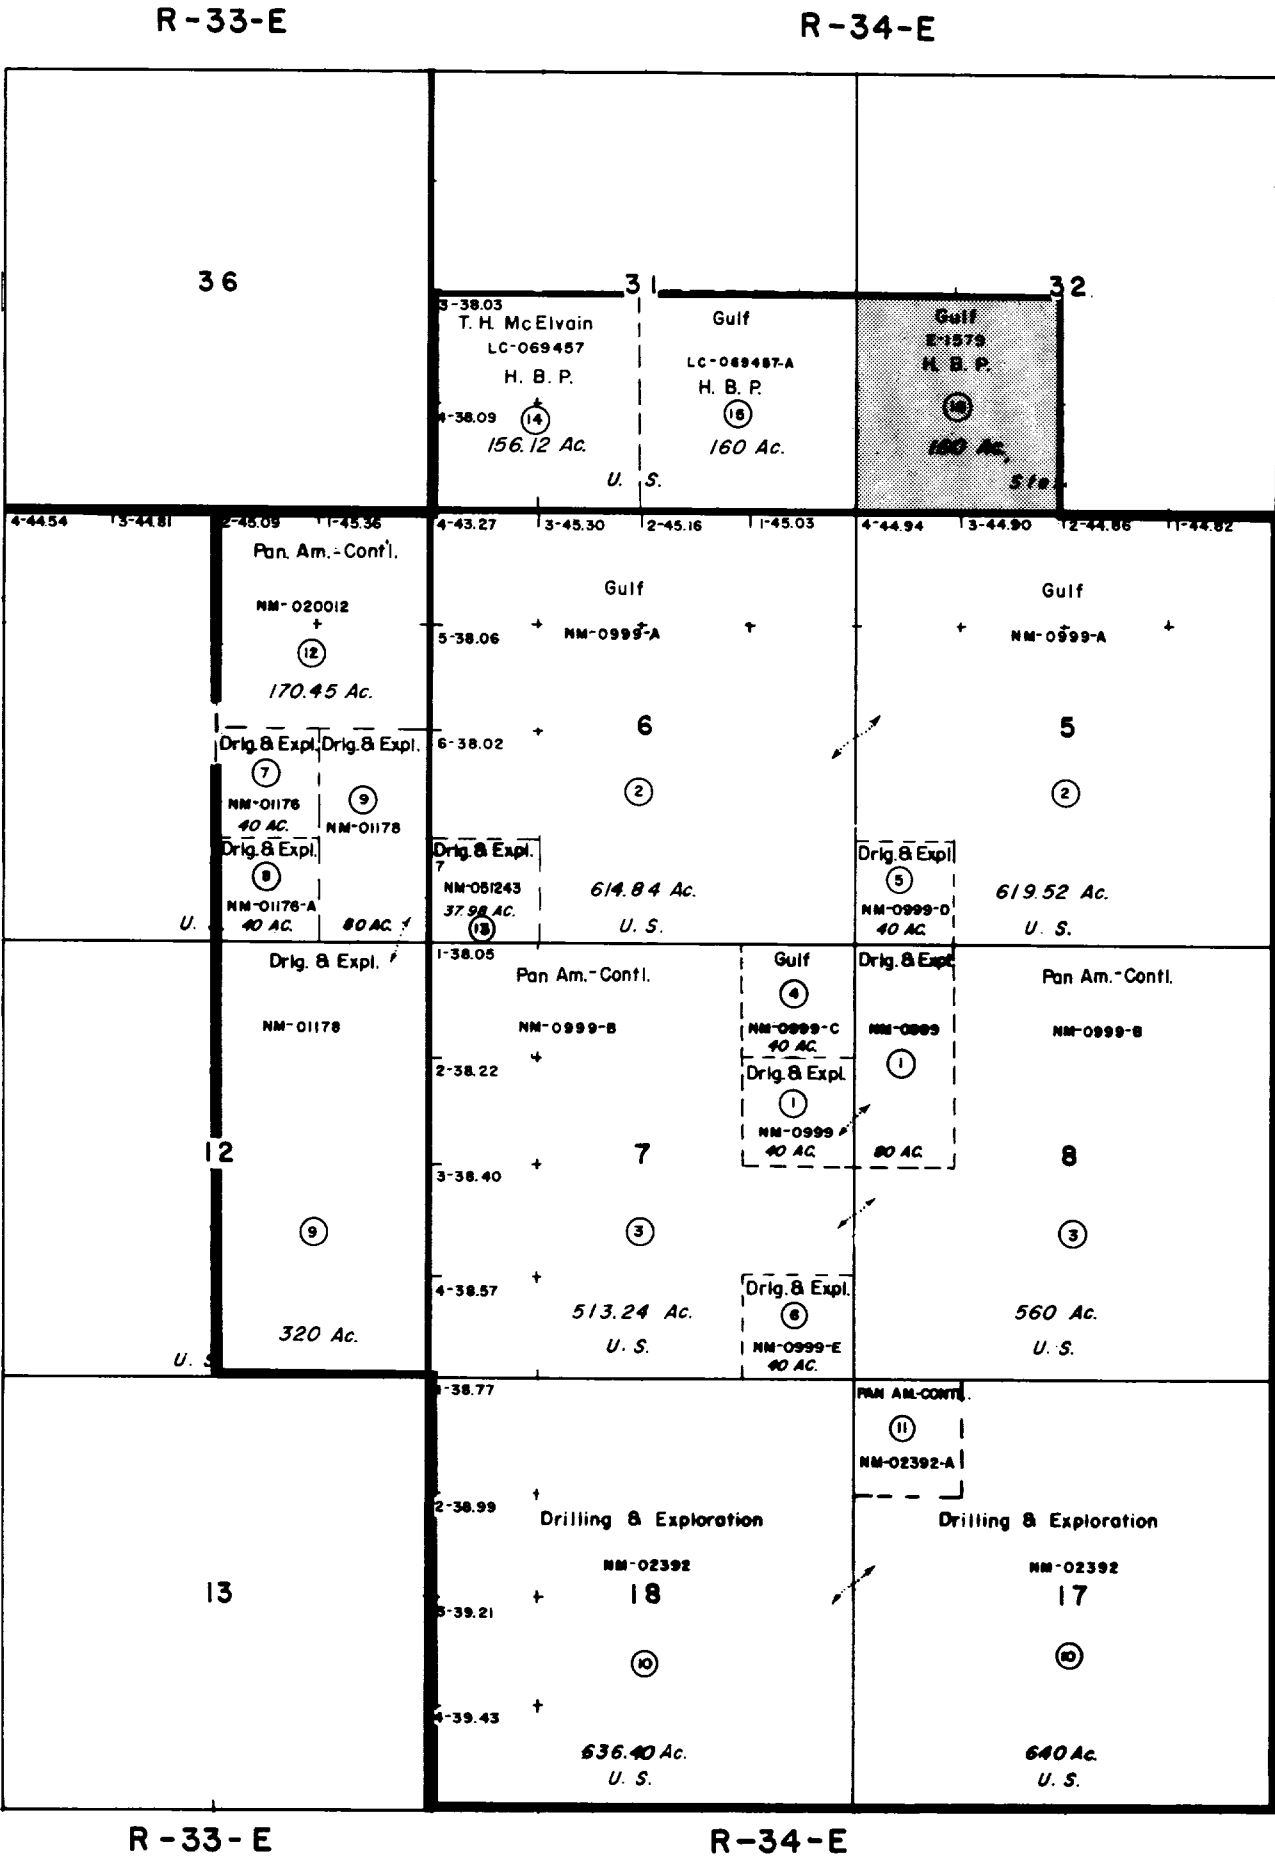 R-33-E
R-34-E
36
31
32
3-38.03
T. H. McElvain
LC-069457
H. B. P.
4-38.09
14
156.12 Ac.
Gulf
LC-069457-A
H. B. P.
160 Ac.
U. S.
Gulf
E-1579
H. B. P.
160 Ac.
4-44.54
3-44.81
2-45.09
1-45.36
4-43.27
3-45.30
2-45.16
1-45.03
4-44.94
3-44.90
2-44.86
1-44.82
Pan. Am.-Cont'l.
NM-020012
12
170.45 Ac.
5-38.06
Gulf
NM-0999-A
Gulf
NM-0999-A
Drlg. & Expl.
7
NM-01176
40 AC.
Drlg. & Expl.
9
NM-01178
80 AC.
6-38.02
6
2
5
2
Drlg. & Expl.
8
NM-01176-A
40 AC.
U.
Drlg. & Expl.
7
NM-051243
37.98 AC.
13
614.84 Ac.
U. S.
Drlg. & Expl
5
NM-0999-D
40 AC.
619.52 Ac.
U. S.
Drlg. & Expl.
NM-01178
12
9
320 Ac.
U. S
1-38.05
Pan Am.-Contl.
NM-0999-B
2-38.22
3-38.40
7
3
4-38.57
513.24 Ac.
U. S.
Gulf
4
NM-0999-C
40 AC.
Drlg. & Expl.
1
NM-0999
40 AC.
Drlg. & Expl
NM-0999
1
80 AC.
Pan Am.-Contl.
NM-0999-B
8
3
560 Ac.
U. S.
Drlg. & Expl.
6
NM-0999-E
40 AC.
1-38.77
PAN AM.-CONTL.
11
NM-02392-A
2-38.99
Drilling & Exploration
NM-02392
18
10
Drilling & Exploration
NM-02392
17
10
13
3-39.21
4-39.43
636.40 Ac.
U. S.
640 Ac.
U. S.
R-33-E
R-34-E